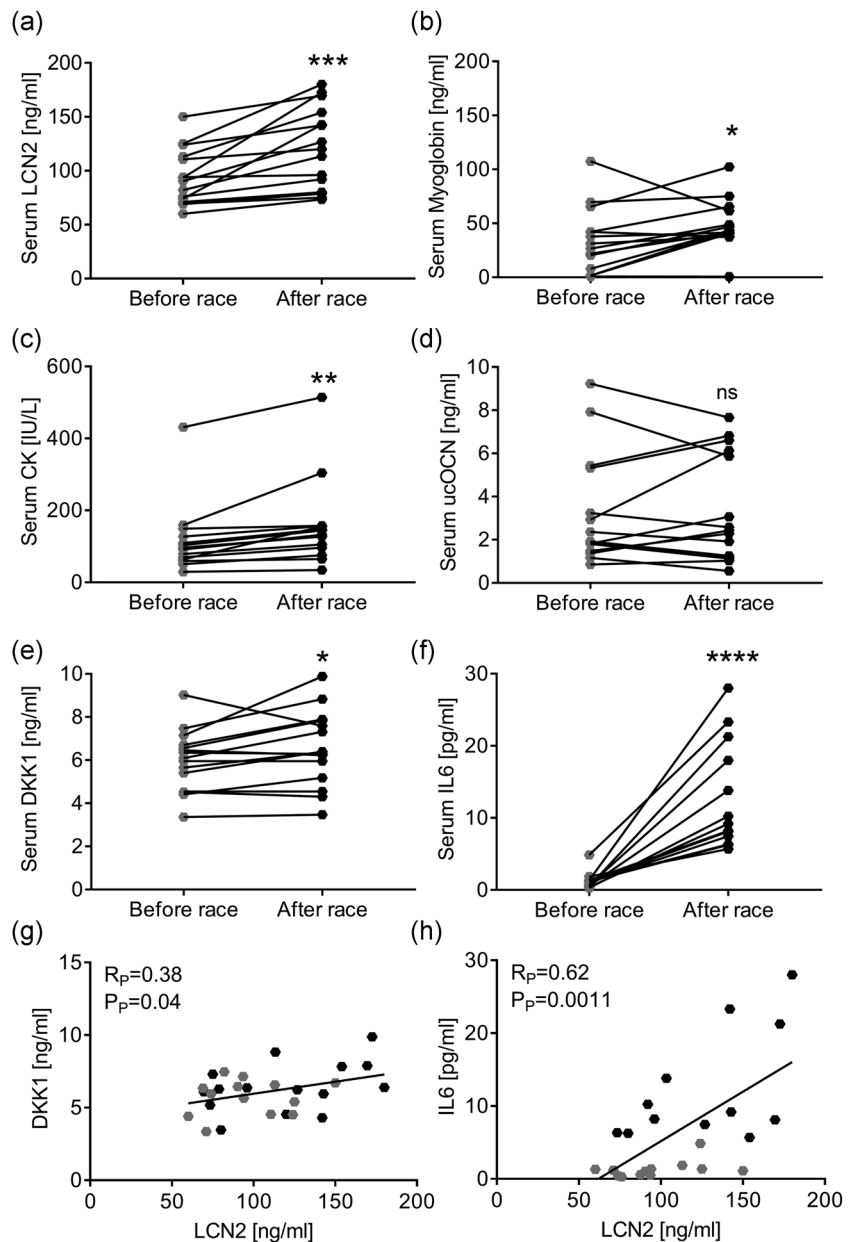 (a)
Serum LCN2 [ng/ml]
200
150
100
50
0
***
Before race
After race
(b)
Serum Myoglobin [ng/ml]
200
150
100
50
0
*
Before race
After race
(c)
Serum CK [IU/L]
600
400
200
0
**
Before race
After race
(d)
Serum ucOCN [ng/ml]
10
8
6
4
2
0
ns
Before race
After race
(e)
Serum DKK1 [ng/ml]
10
8
6
4
2
0
*
Before race
After race
(f)
Serum IL6 [pg/ml]
30
20
10
0
****
Before race
After race
(g)
DKK1 [ng/ml]
15
10
5
0
RP=0.38
PP=0.04
0
50
100
150
200
LCN2 [ng/ml]
(h)
IL6 [pg/ml]
30
20
10
0
RP=0.62
PP=0.0011
0
50
100
150
200
LCN2 [ng/ml]